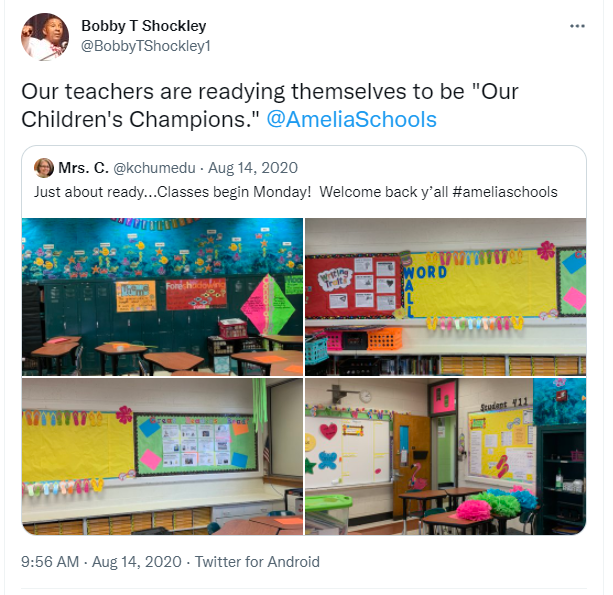 Bobby T Shockley
@BobbyTShockley1
Our teachers are readying themselves to be "Our
Children's Champions." @AmeliaSchools
Mrs. C. @kchumedu · Aug 14, 2020
Just about ready...Classes begin Monday!  Welcome back y'all #ameliaschools
Writing
Traits
WORD
WALL
Student 411
9:56 AM · Aug 14, 2020 · Twitter for Android